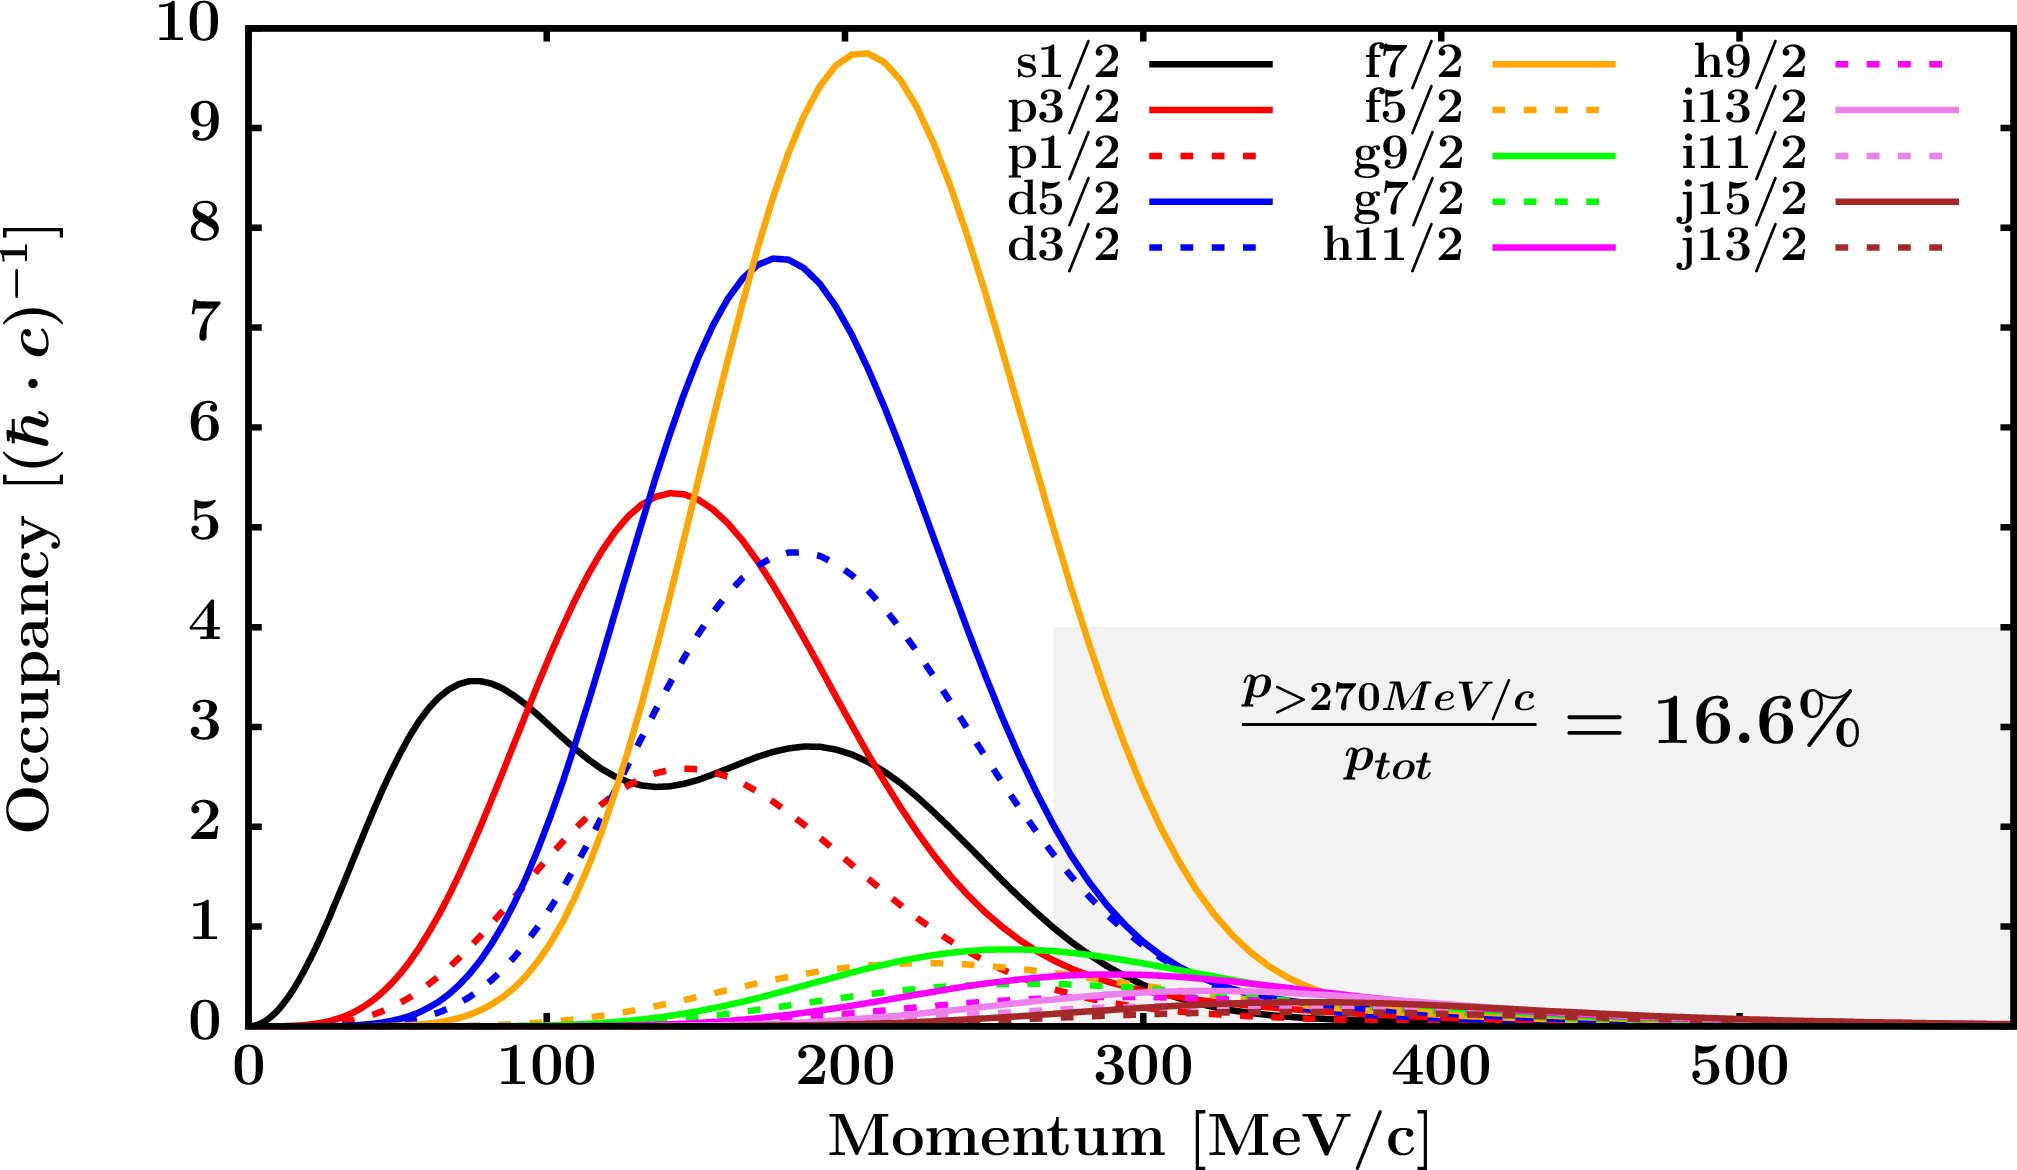 10
9
8
7
6
5
4
3
2
1
0
0 100 200 300 400 500
Occupancy [(ħ · c)⁻¹]
Momentum [MeV/c]
s1/2
p3/2
p1/2
d5/2
d3/2
f7/2
f5/2
g9/2
g7/2
h11/2
h9/2
i13/2
i11/2
j15/2
j13/2
p>270MeV/c
= 16.6%
ptot